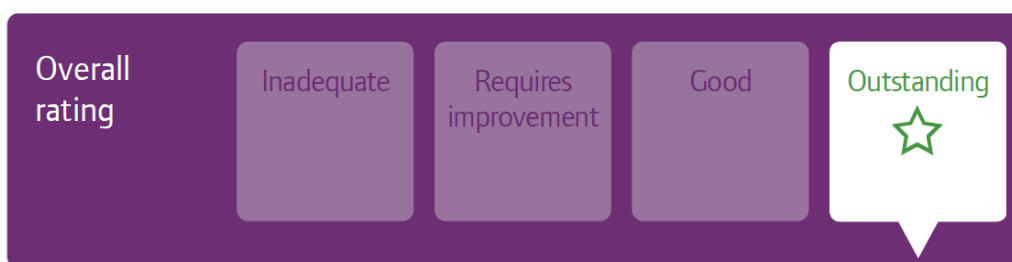 Overall
rating
Inadequate
Requires
improvement
Good
Outstanding